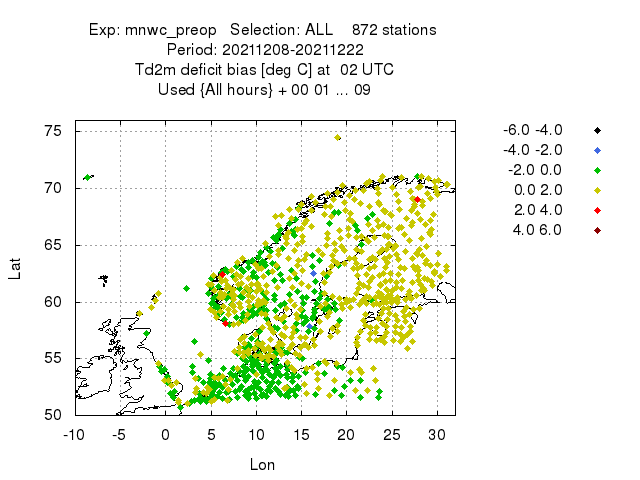 Exp: mnwc_preop   Selection: ALL    872 stations
Period: 20211208-20211222
Td2m deficit bias [deg C] at  02 UTC
Used {All hours} + 00 01 ... 09
75
70
65
60
55
50
Lat
-10 -5 0 5 10 15 20 25 30
Lon
-6.0 -4.0
-4.0 -2.0
-2.0 0.0
0.0 2.0
2.0 4.0
4.0 6.0